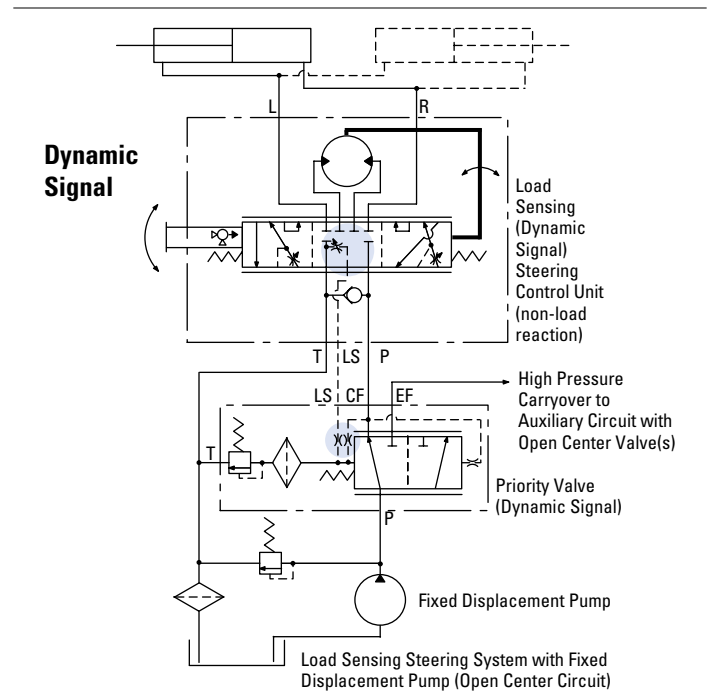 L
R
Dynamic
Signal
Load
Sensing
(Dynamic
Signal)
Steering
Control Unit
(non-load
reaction)
T LS P
LS CF EF
High Pressure
Carryover to
Auxiliary Circuit with
Open Center Valve(s)
T
Priority Valve
(Dynamic Signal)
P
Fixed Displacement Pump
Load Sensing Steering System with Fixed
Displacement Pump (Open Center Circuit)